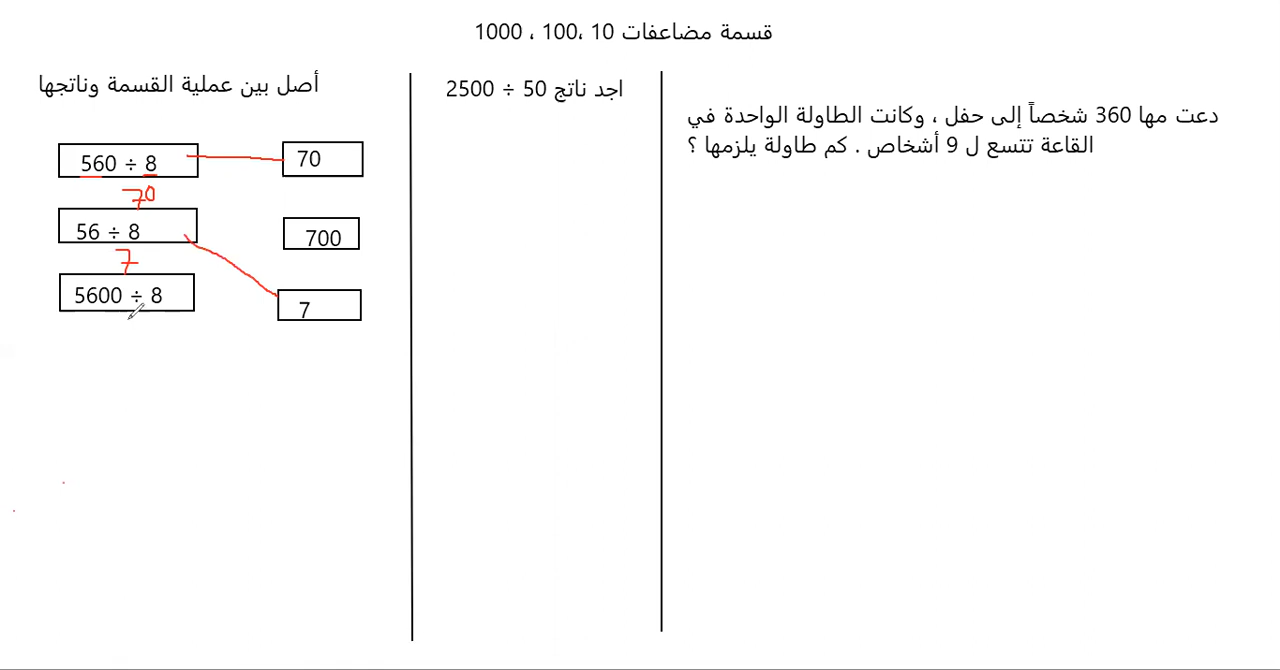 قسمة مضاعفات 10 ،100 ، 1000
دعت مها 360 شخصاً إلى حفل ، وكانت الطاولة الواحدة في
القاعة تتسع ل 9 أشخاص . كم طاولة يلزمها ؟
اجد ناتج 50 ÷ 2500
أصل بين عملية القسمة وناتجها
560 ÷ 8
70
70
56 ÷ 8
700
7
5600 ÷ 8
7